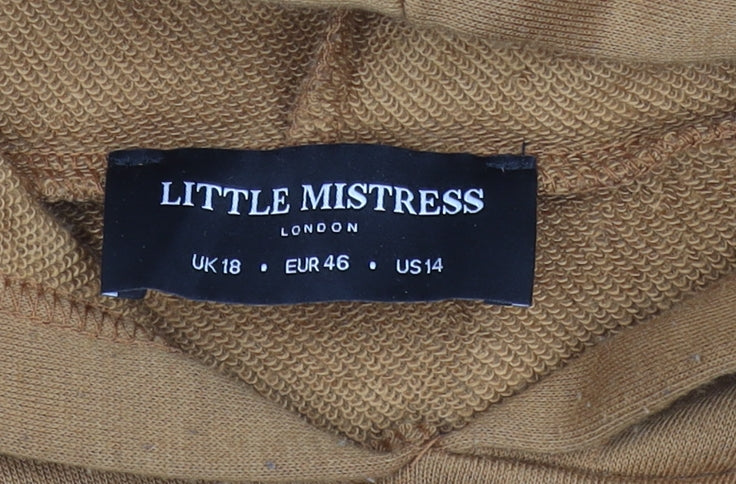 LITTLE MISTRESS
LONDON
UK 18 • EUR 46 • US 14